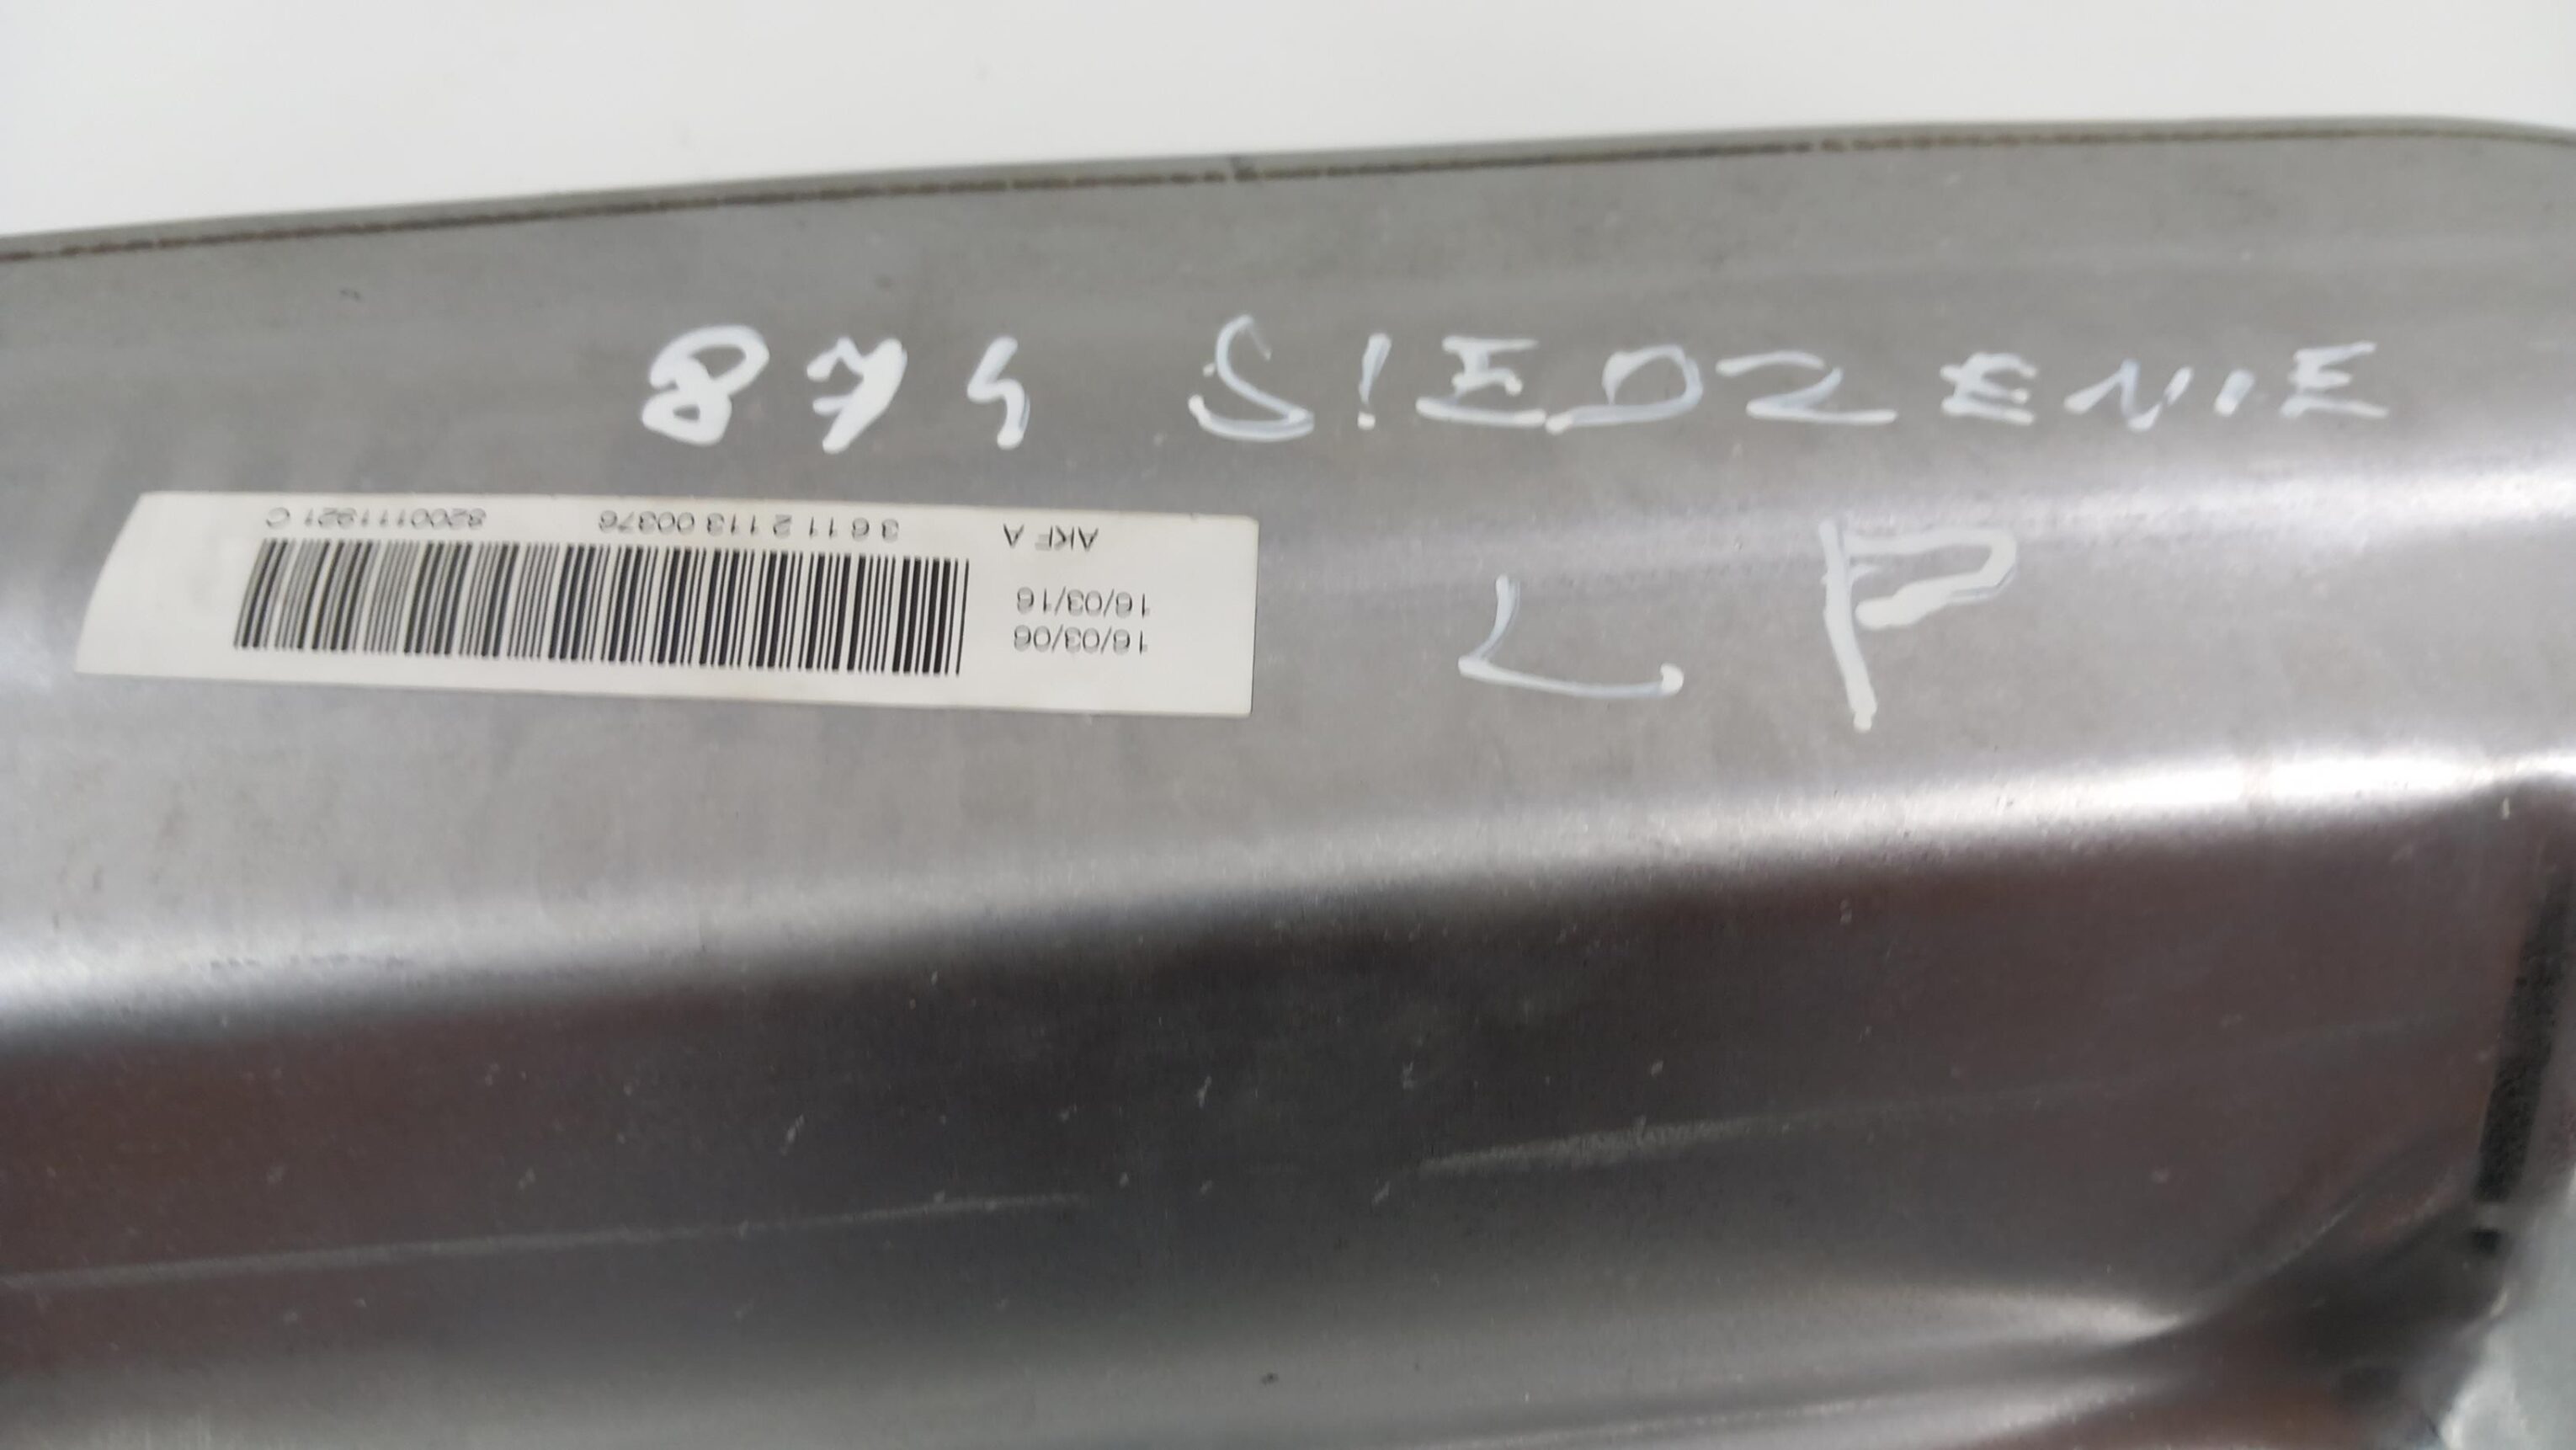 874 SIEDZENIE
LP
16/03/06
16/03/16
AKF A 3 6 11 2 113 00376 8200111921 C